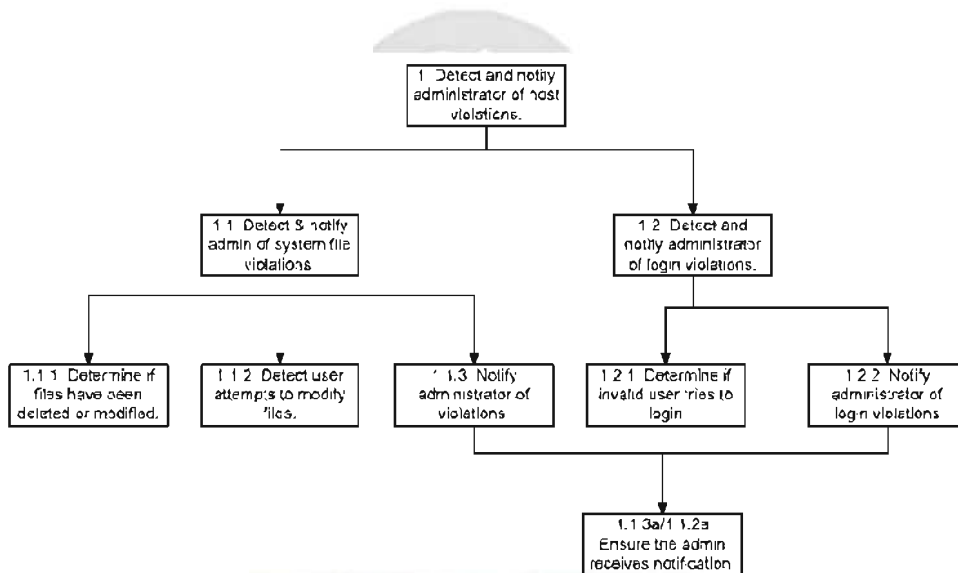 1 Detect and notify
administrator of host
violations.
1.1 Detect & notify
admin of system file
violations
1.2 Detect and
notify administrator
of login violations.
1.1.1 Determine if
files have been
deleted or modified.
1.1.2 Detect user
attempts to modify
files.
1.1.3 Notify
administrator of
violations
1.2.1 Determine if
invalid user tries to
login
1.2.2 Notify
administrator of
login violations
1.1.3a/1.1.2a
Ensure the admin
receives notification